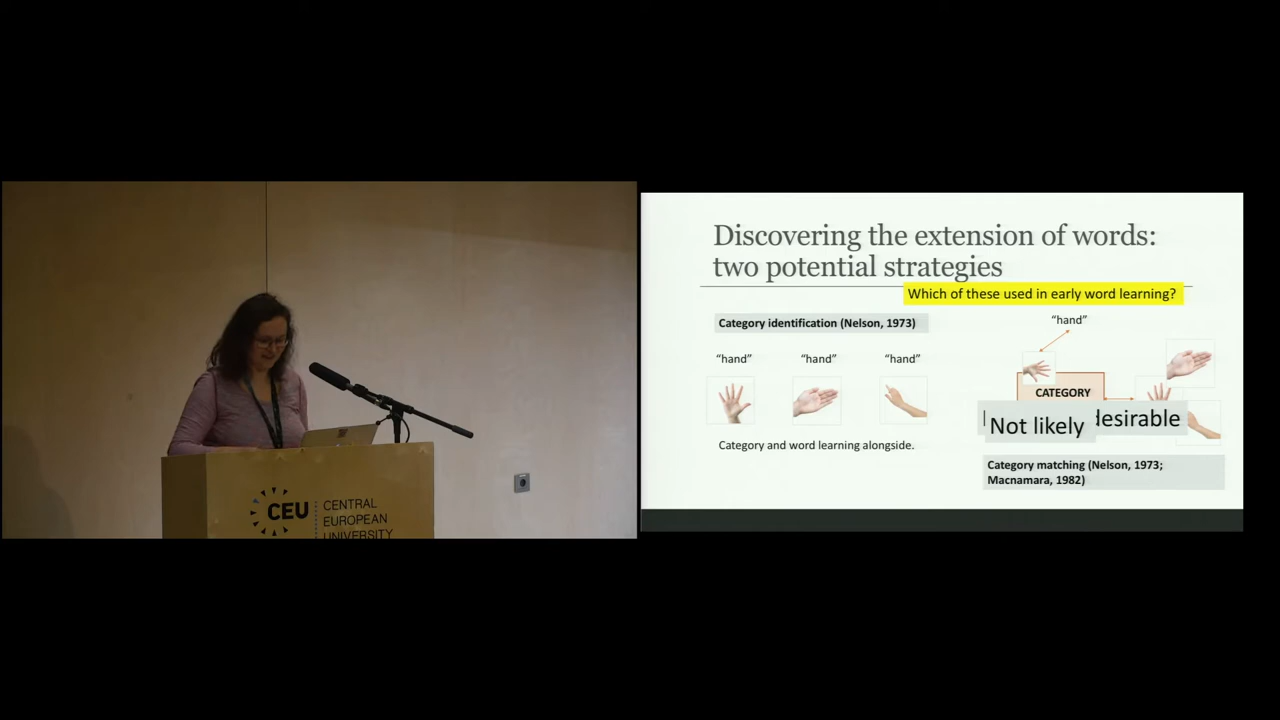 CEU
CENTRAL
EUROPEAN
UNIVERSITY
Discovering the extension of words:
two potential strategies
Which of these used in early word learning?
Category identification (Nelson, 1973)
"hand"
"hand"
"hand"
"hand"
CATEGORY
Not likely
desirable
Category and word learning alongside.
Category matching (Nelson, 1973;
Macnamara, 1982)